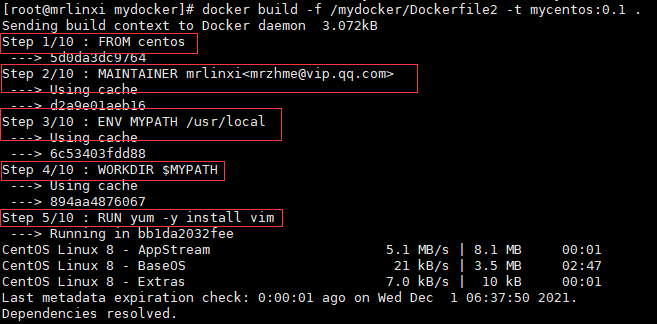 [root@mrlinxi mydocker]# docker build -f /mydocker/Dockerfile2 -t mycentos:0.1 .
Sending build context to Docker daemon  3.072kB
Step 1/10 : FROM centos
 ---> 5d0da3dc9764
Step 2/10 : MAINTAINER mrlinxi<mrzhme@vip.qq.com>
 ---> Using cache
 ---> d2a9e01aeb16
Step 3/10 : ENV MYPATH /usr/local
 ---> Using cache
 ---> 6c53403fdd88
Step 4/10 : WORKDIR $MYPATH
 ---> Using cache
 ---> 894aa4876067
Step 5/10 : RUN yum -y install vim
 ---> Running in bb1da2032fee
CentOS Linux 8 - AppStream                      5.1 MB/s | 8.1 MB     00:01
CentOS Linux 8 - BaseOS                          21 kB/s | 3.5 MB     02:47
CentOS Linux 8 - Extras                         7.0 kB/s |  10 kB     00:01
Last metadata expiration check: 0:00:01 ago on Wed Dec  1 06:37:50 2021.
Dependencies resolved.